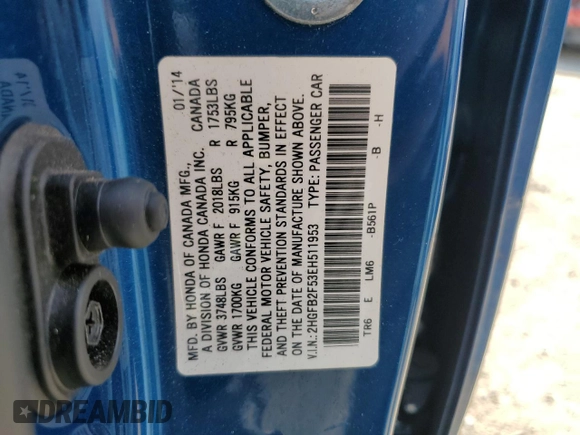 MFD. BY HONDA OF CANADA MFG., 01/'14
A DIVISION OF HONDA CANADA INC. CANADA
GVWR 3748LBS GAWR F 2018LBS R 1753LBS
GVWR 1700KG GAWR F 915KG R 795KG
THIS VEHICLE CONFORMS TO ALL APPLICABLE
FEDERAL MOTOR VEHICLE SAFETY, BUMPER,
AND THEFT PREVENTION STANDARDS IN EFFECT
ON THE DATE OF MANUFACTURE SHOWN ABOVE.
V.I.N.: 2HGFB2F53EH511953 TYPE: PASSENGER CAR
TR6 E LM6 -B561P -B -H
DREAMBID